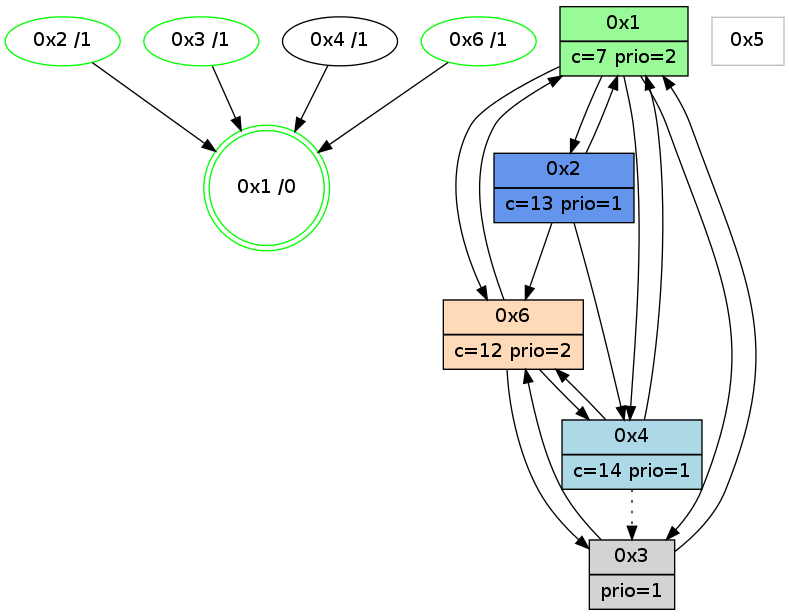 0x2 /1
0x3 /1
0x4 /1
0x6 /1
0x1
c=7 prio=2
0x5
0x1 /0
0x2
c=13 prio=1
0x6
c=12 prio=2
0x4
c=14 prio=1
0x3
prio=1